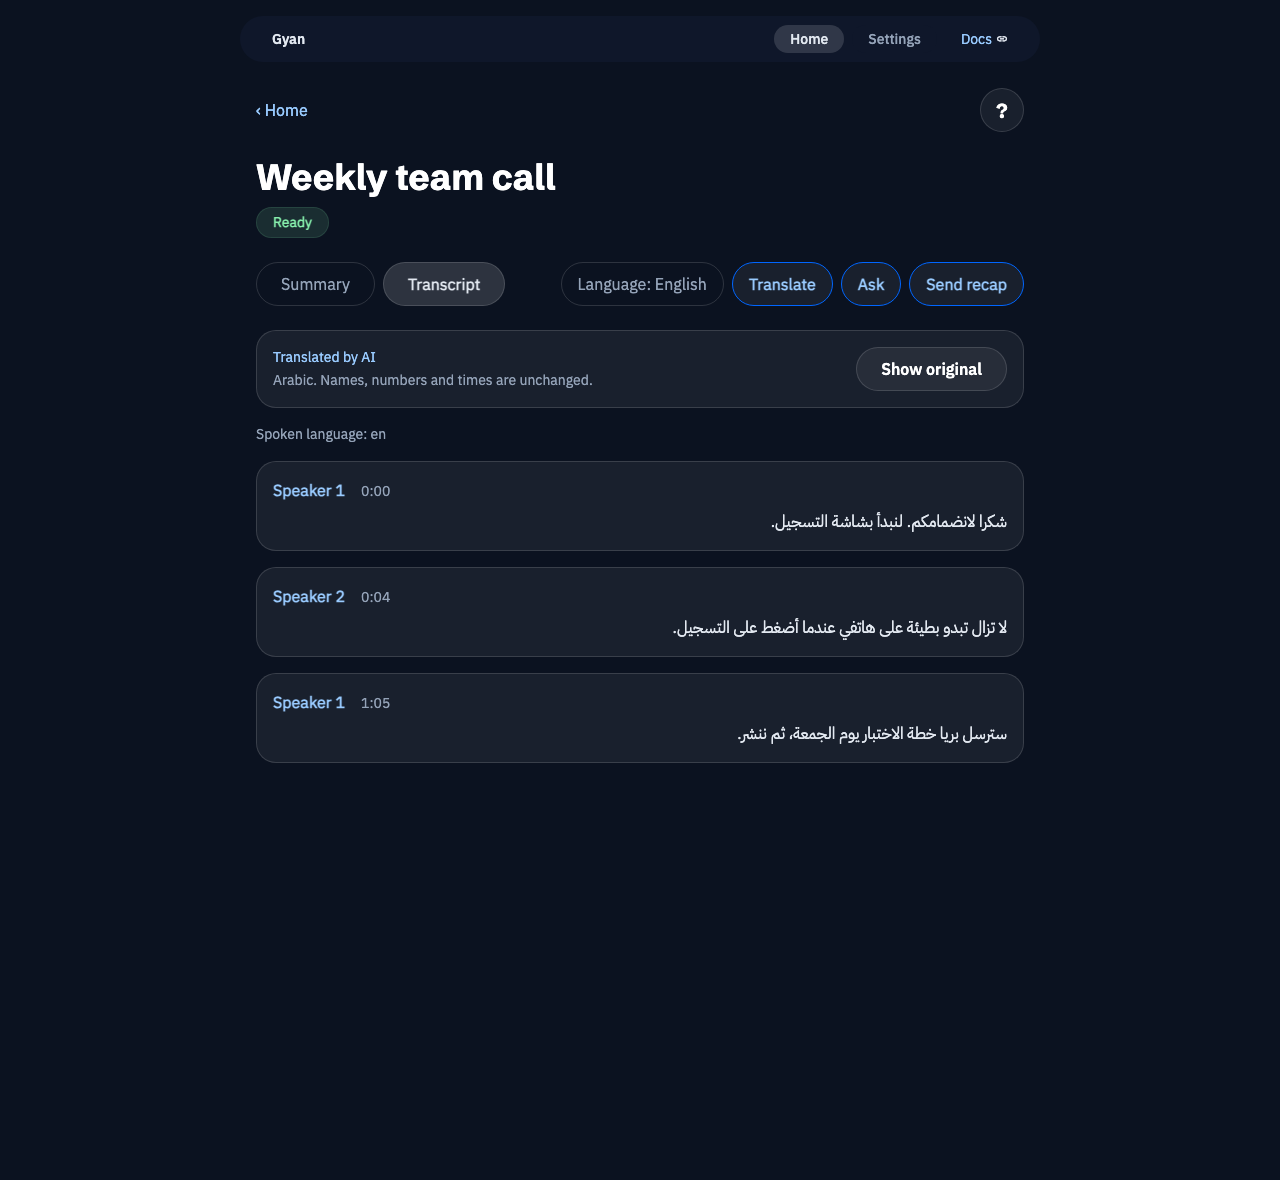 Gyan
Home
Settings
Docs
‹ Home
?
Weekly team call
Ready
Summary
Transcript
Language: English
Translate
Ask
Send recap
Translated by AI
Arabic. Names, numbers and times are unchanged.
Show original
Spoken language: en
Speaker 1 0:00
شكرا لانضمامكم. لنبدأ بشاشة التسجيل.
Speaker 2 0:04
لا تزال تبدو بطيئة على هاتفي عندما أضغط على التسجيل.
Speaker 1 1:05
سترسل بريا خطة الاختبار يوم الجمعة، ثم ننشر.